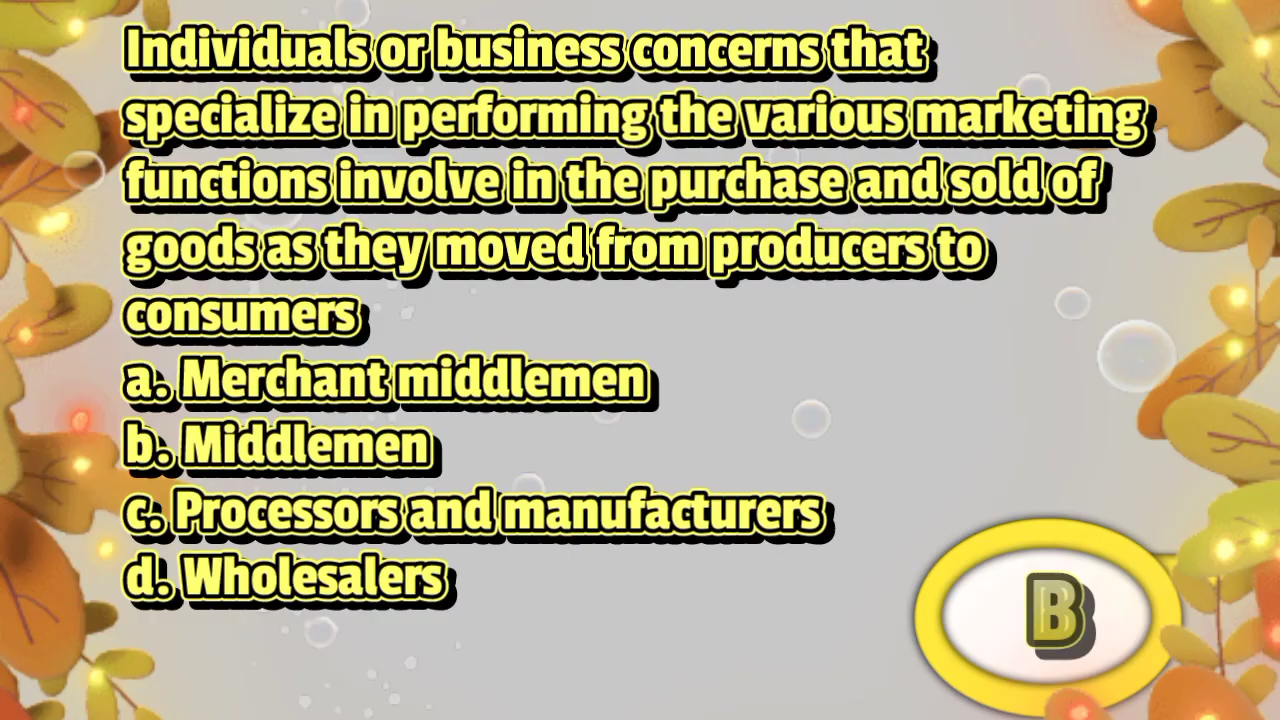 Individuals or business concerns that
specialize in performing the various marketing
functions involve in the purchase and sold of
goods as they moved from producers to
consumers
a. Merchant middlemen
b. Middlemen
c. Processors and manufacturers
d. Wholesalers
B